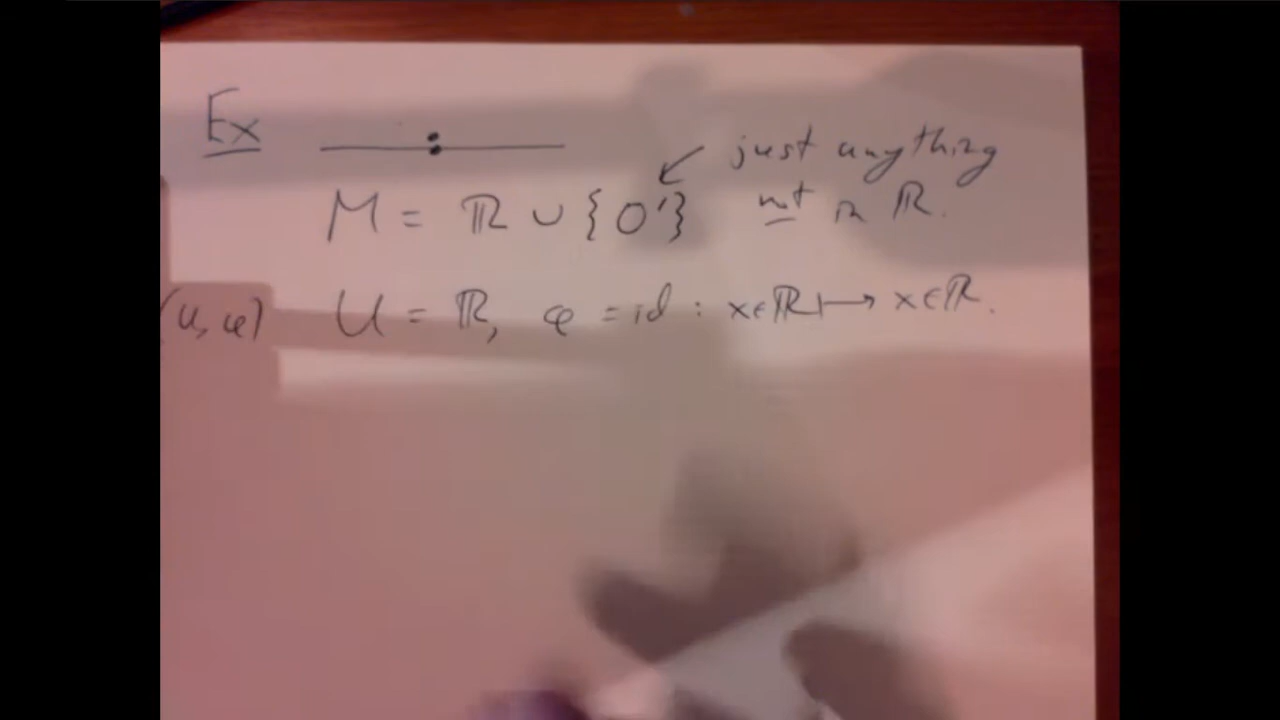 Ex
just anything
M = ℝ ∪ {0'} not in ℝ.
(U, φ) U = ℝ, φ = id : x∈ℝ ↦ x∈ℝ.